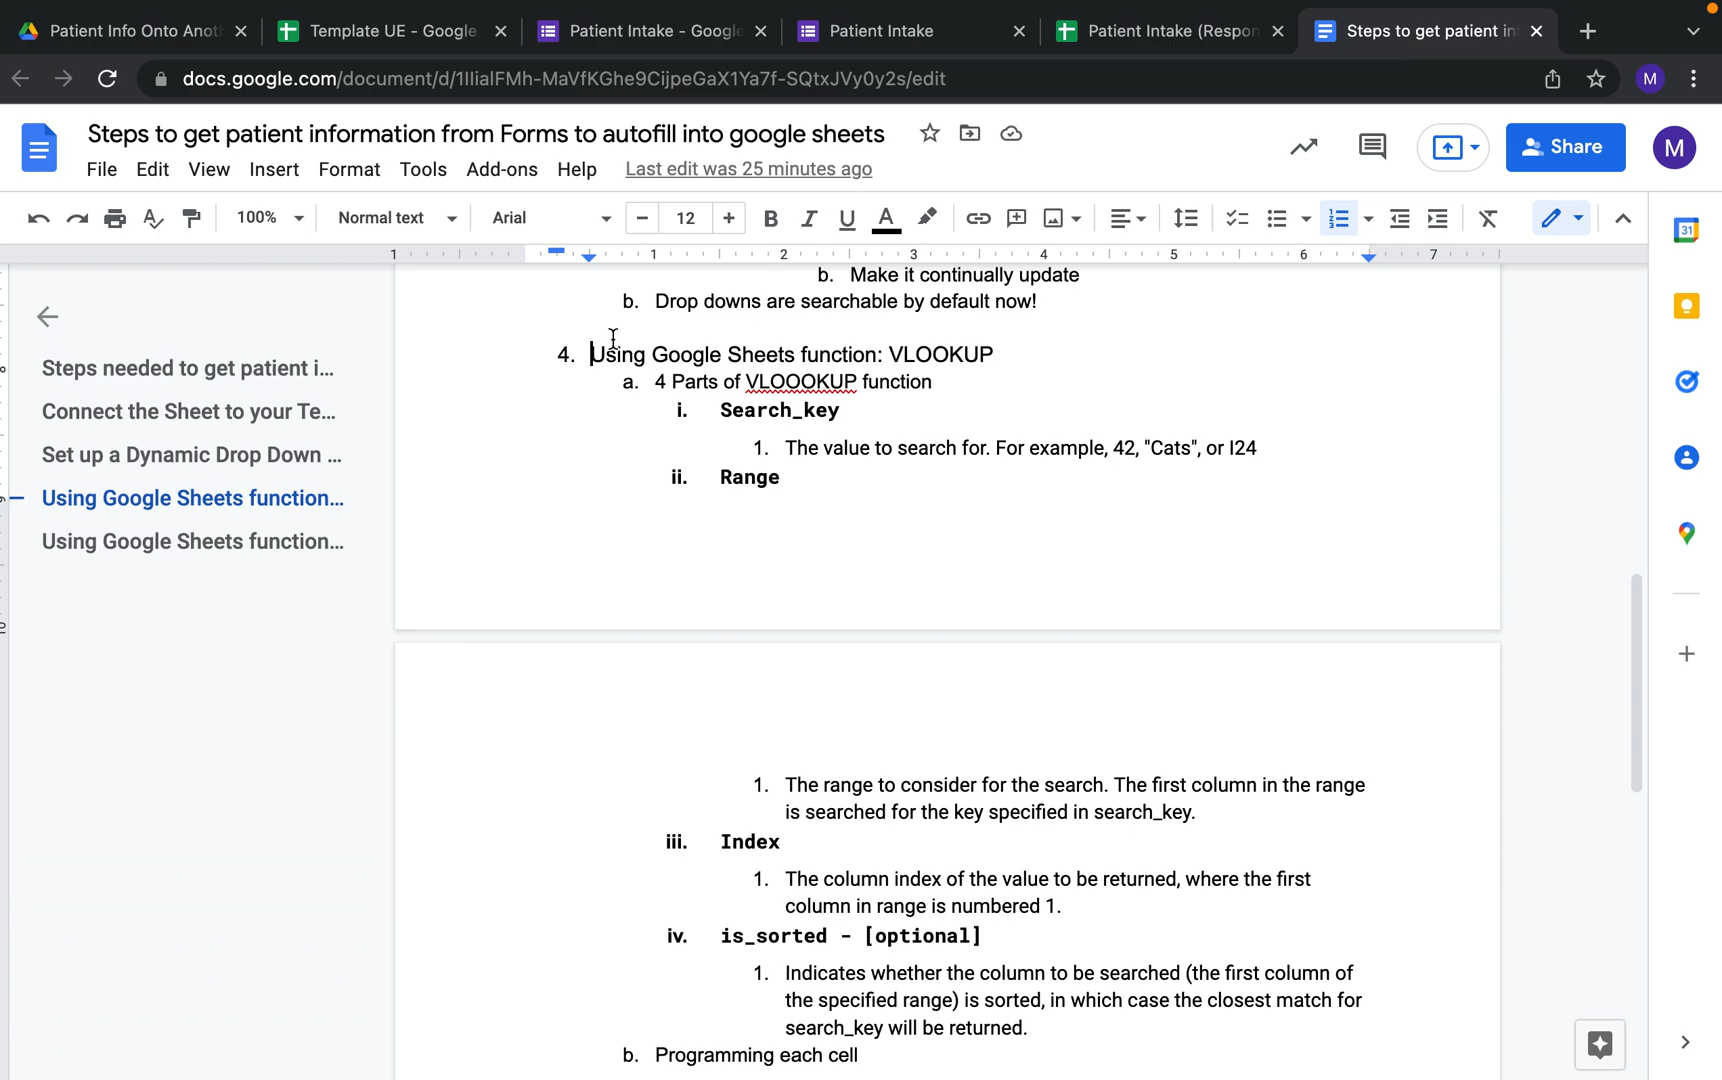 Patient Info Onto Anot
Template UE - Google
Patient Intake - Google
Patient Intake
Patient Intake (Respon
Steps to get patient in
docs.google.com/document/d/1IIialFMh-MaVfKGhe9CijpeGaX1Ya7f-SQtxJVy0y2s/edit
M
Steps to get patient information from Forms to autofill into google sheets
Share
M
File Edit View Insert Format Tools Add-ons Help Last edit was 25 minutes ago
100% Normal text Arial 12 B I U A
31
1 1 2 3 4 5 6 7
b. Make it continually update
b. Drop downs are searchable by default now!
4. Using Google Sheets function: VLOOKUP
a. 4 Parts of VLOOOKUP function
i. Search_key
1. The value to search for. For example, 42, "Cats", or I24
ii. Range
Steps needed to get patient i...
Connect the Sheet to your Te...
Set up a Dynamic Drop Down ...
Using Google Sheets function...
Using Google Sheets function...
1. The range to consider for the search. The first column in the range
is searched for the key specified in search_key.
iii. Index
1. The column index of the value to be returned, where the first
column in range is numbered 1.
iv. is_sorted - [optional]
1. Indicates whether the column to be searched (the first column of
the specified range) is sorted, in which case the closest match for
search_key will be returned.
b. Programming each cell